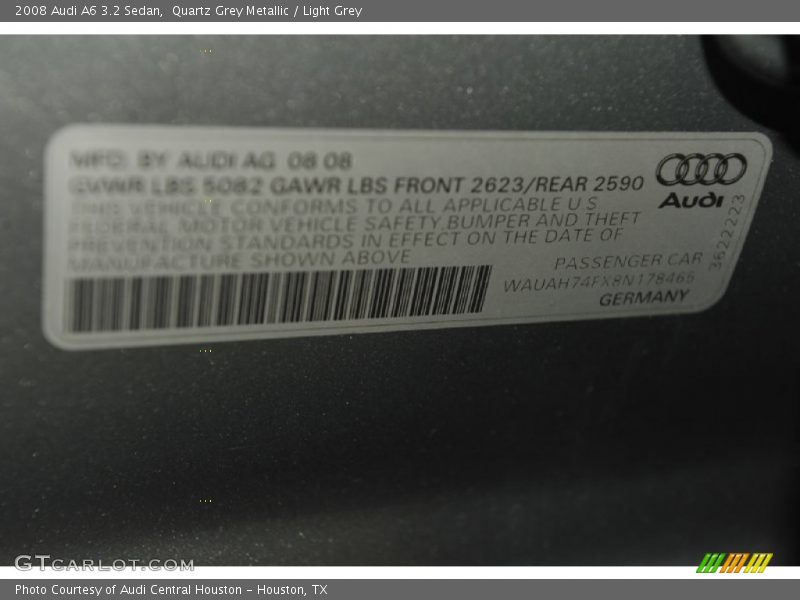 2008 Audi A6 3.2 Sedan,  Quartz Grey Metallic / Light Grey
MFD. BY AUDI AG 08 08
GVWR LBS 5082 GAWR LBS FRONT 2623/REAR 2590
THIS VEHICLE CONFORMS TO ALL APPLICABLE U S
FEDERAL MOTOR VEHICLE SAFETY BUMPER AND THEFT
PREVENTION STANDARDS IN EFFECT ON THE DATE OF
MANUFACTURE SHOWN ABOVE
Audi
3622223
PASSENGER CAR
WAUAH74FX8N178466
GERMANY
GTCARLOT.COM
Photo Courtesy of Audi Central Houston - Houston, TX